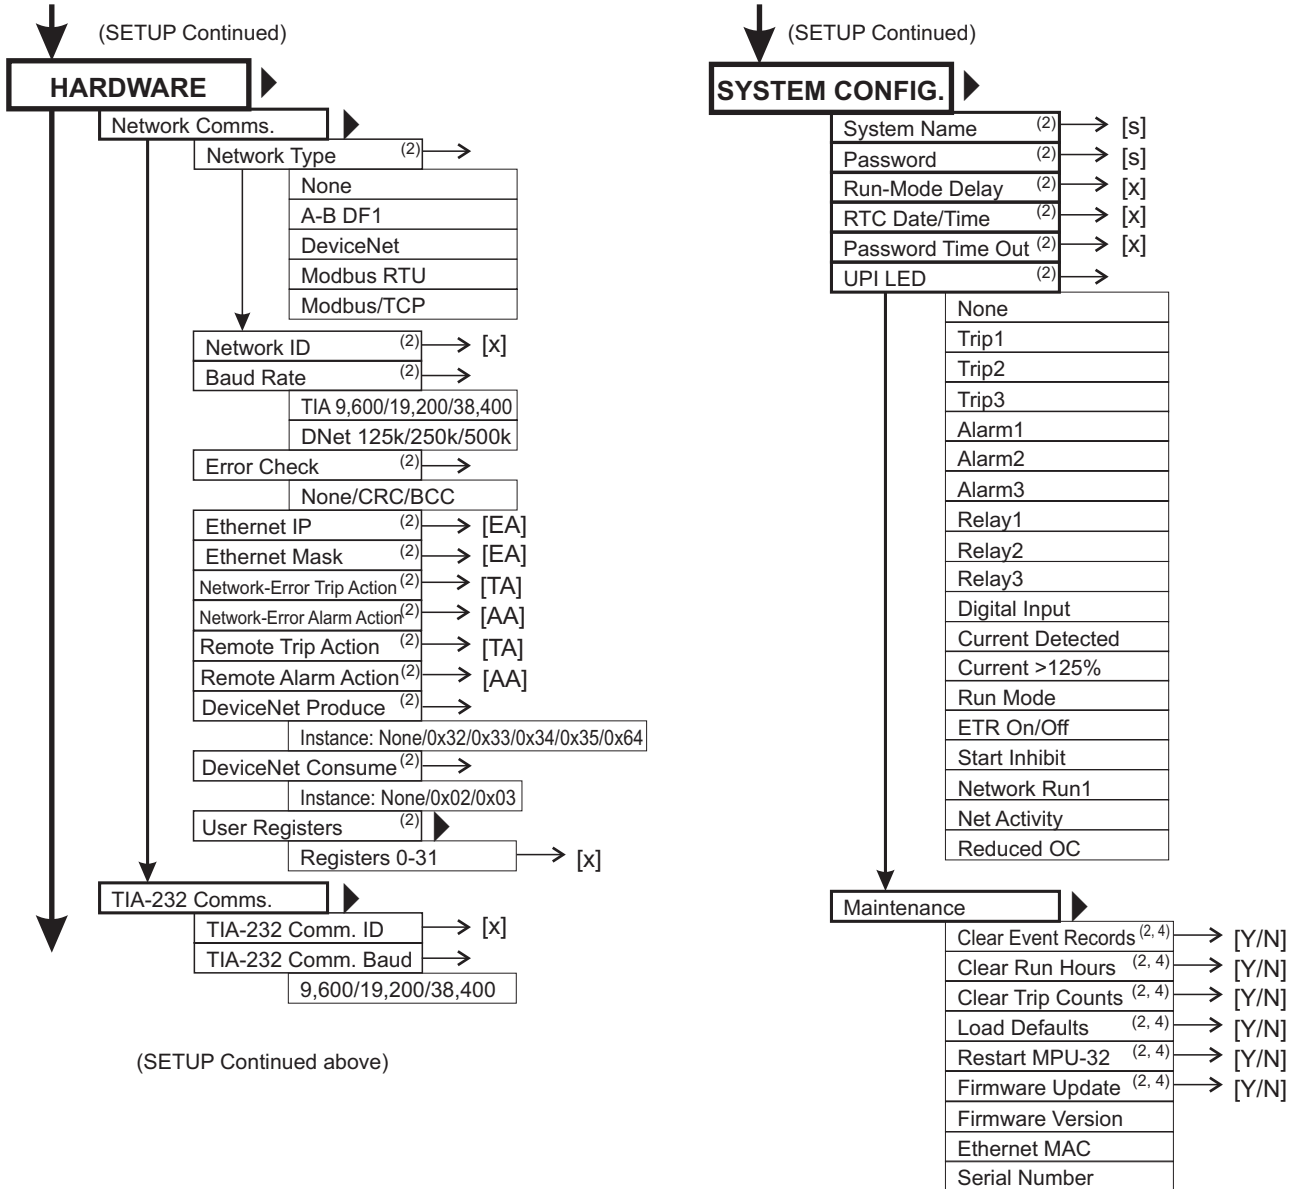 (SETUP Continued)
HARDWARE
Network Comms.
Network Type (2)
None
A-B DF1
DeviceNet
Modbus RTU
Modbus/TCP
Network ID (2) [x]
Baud Rate (2)
TIA 9,600/19,200/38,400
DNet 125k/250k/500k
Error Check (2)
None/CRC/BCC
Ethernet IP (2) [EA]
Ethernet Mask (2) [EA]
Network-Error Trip Action (2) [TA]
Network-Error Alarm Action (2) [AA]
Remote Trip Action (2) [TA]
Remote Alarm Action (2) [AA]
DeviceNet Produce (2)
Instance: None/0x32/0x33/0x34/0x35/0x64
DeviceNet Consume (2)
Instance: None/0x02/0x03
User Registers (2)
Registers 0-31 [x]
TIA-232 Comms.
TIA-232 Comm. ID [x]
TIA-232 Comm. Baud
9,600/19,200/38,400
(SETUP Continued above)
(SETUP Continued)
SYSTEM CONFIG.
System Name (2) [s]
Password (2) [s]
Run-Mode Delay (2) [x]
RTC Date/Time (2) [x]
Password Time Out (2) [x]
UPI LED (2)
None
Trip1
Trip2
Trip3
Alarm1
Alarm2
Alarm3
Relay1
Relay2
Relay3
Digital Input
Current Detected
Current >125%
Run Mode
ETR On/Off
Start Inhibit
Network Run1
Net Activity
Reduced OC
Maintenance
Clear Event Records (2, 4) [Y/N]
Clear Run Hours (2, 4) [Y/N]
Clear Trip Counts (2, 4) [Y/N]
Load Defaults (2, 4) [Y/N]
Restart MPU-32 (2, 4) [Y/N]
Firmware Update (2, 4) [Y/N]
Firmware Version
Ethernet MAC
Serial Number